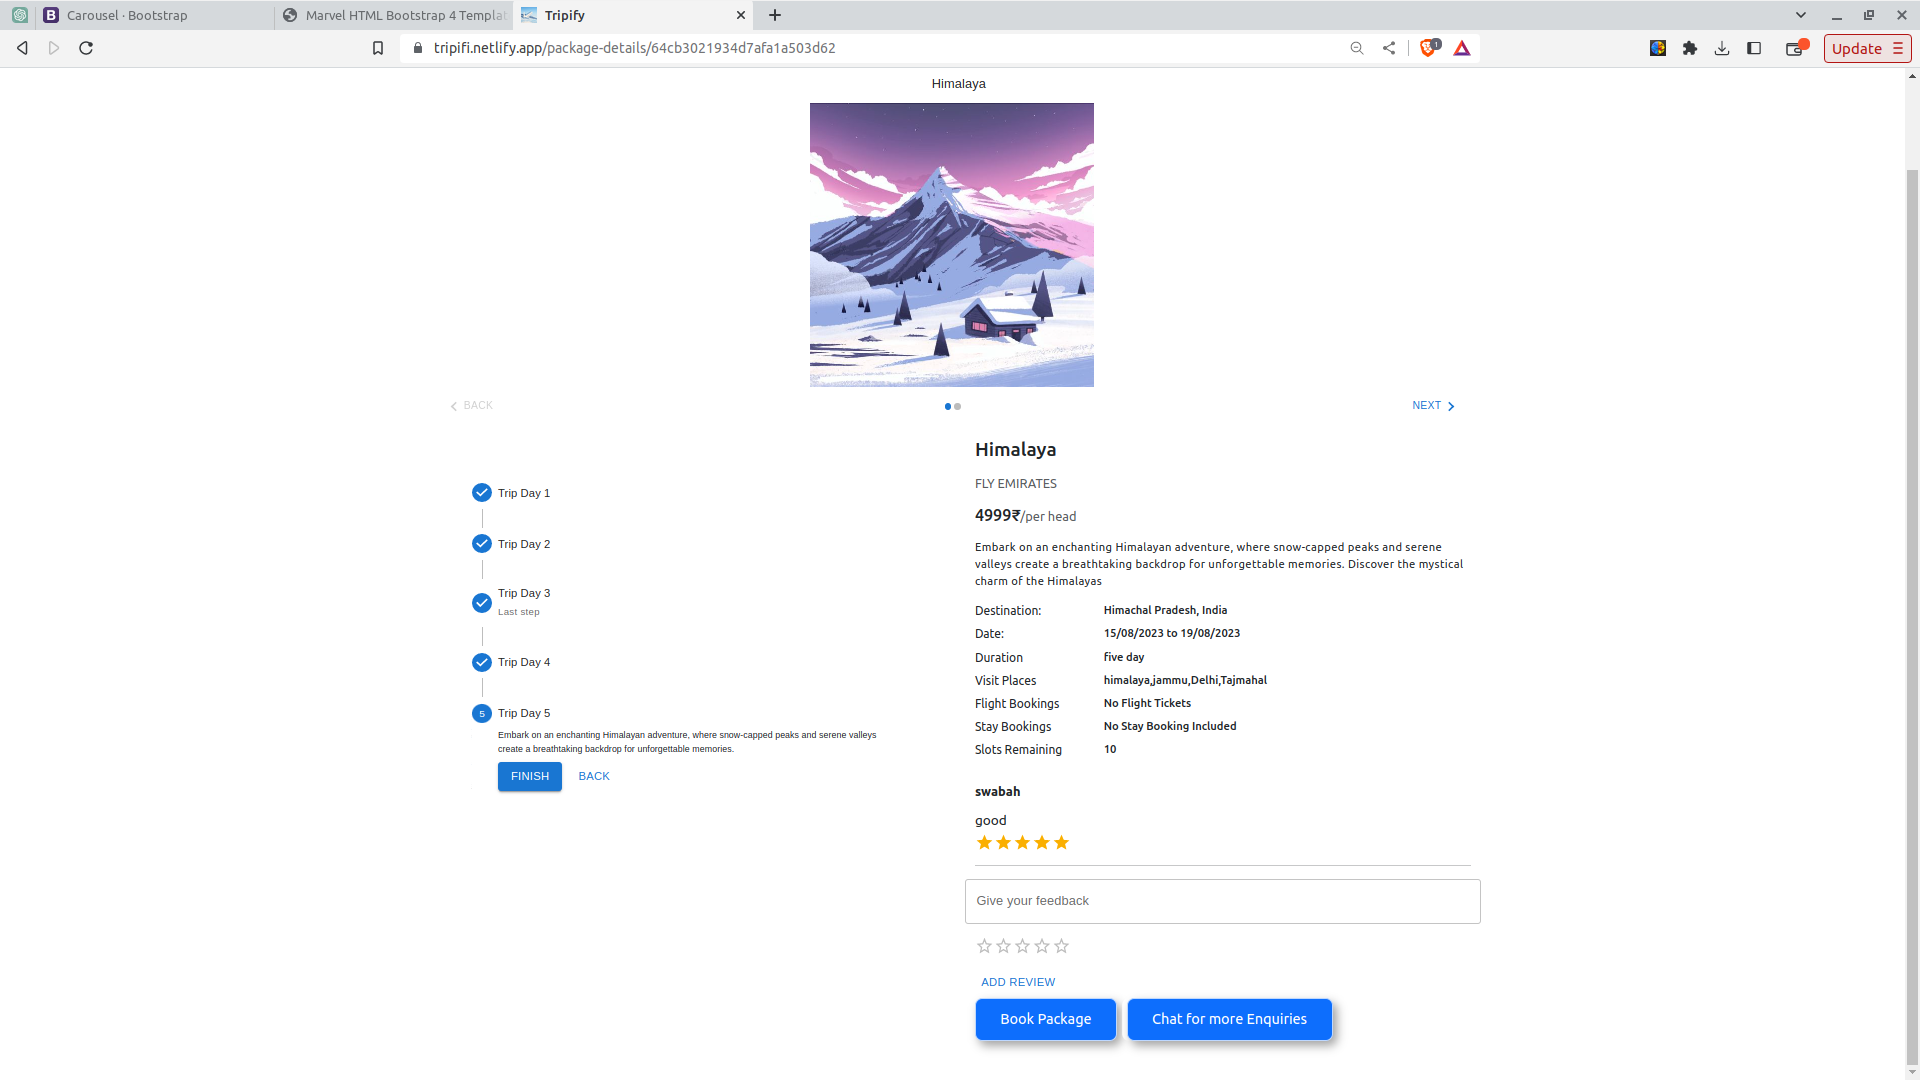 Carousel · Bootstrap
Marvel HTML Bootstrap 4 Templat
Tripify
tripifi.netlify.app/package-details/64cb3021934d7afa1a503d62
1
Update
Himalaya
BACK
NEXT
Trip Day 1
Trip Day 2
Trip Day 3
Last step
Trip Day 4
5
Trip Day 5
Embark on an enchanting Himalayan adventure, where snow-capped peaks and serene valleys
create a breathtaking backdrop for unforgettable memories.
FINISH
BACK
Himalaya
FLY EMIRATES
4999₹/per head
Embark on an enchanting Himalayan adventure, where snow-capped peaks and serene
valleys create a breathtaking backdrop for unforgettable memories. Discover the mystical
charm of the Himalayas
Destination: Himachal Pradesh, India
Date: 15/08/2023 to 19/08/2023
Duration five day
Visit Places himalaya,jammu,Delhi,Tajmahal
Flight Bookings No Flight Tickets
Stay Bookings No Stay Booking Included
Slots Remaining 10
swabah
good
Give your feedback
ADD REVIEW
Book Package
Chat for more Enquiries